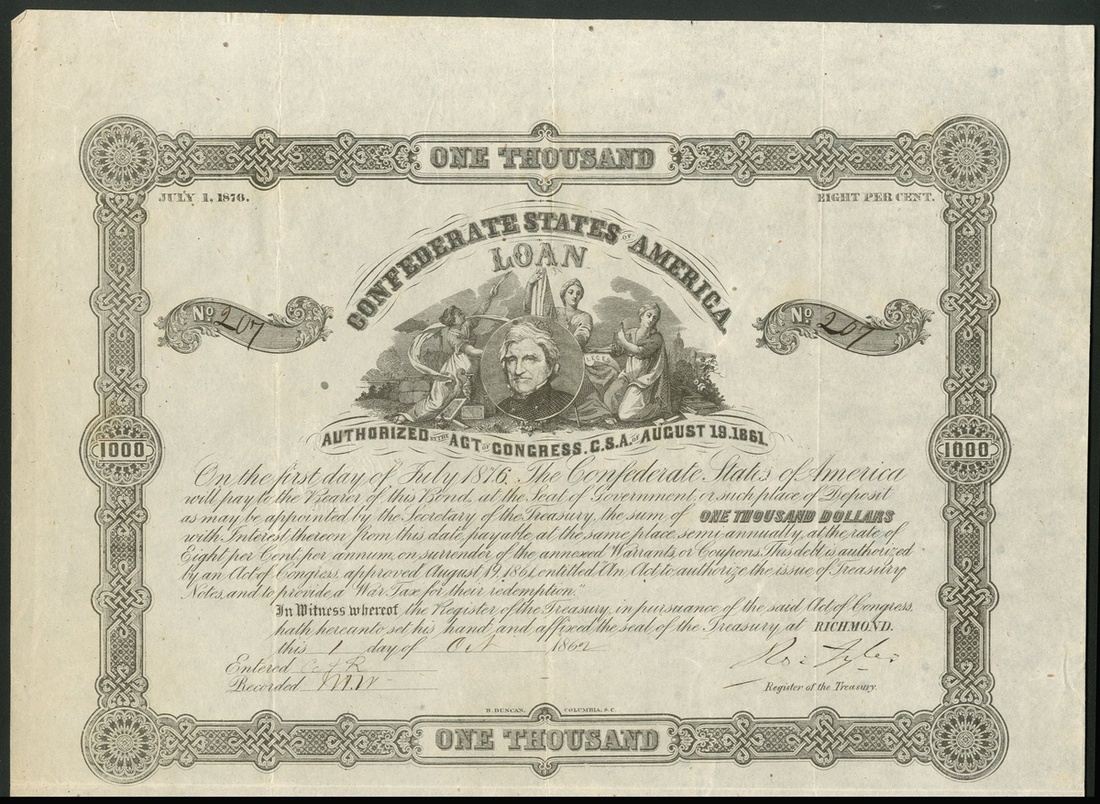 ONE THOUSAND
JULY 1, 1876.
EIGHT PER CENT.
CONFEDERATE STATES OF AMERICA.
LOAN
No 207
No 207
AUTHORIZED BY THE ACT OF CONGRESS. C.S.A. OF AUGUST 19.1861.
1000
1000
On the first day of July 1876. The Confederate States of America
will pay to the Bearer of this Bond, at the Seat of Government, or such place of Deposit
as may be appointed by the Secretary of the Treasury, the sum of ONE THOUSAND DOLLARS
with Interest thereon from this date, payable at the same place semi-annually, at the rate of
Eight per Cent, per annum, on surrender of the annexed Warrants, or Coupons. This debt is authorized
by an Act of Congress, approved August 19, 1861, entitled "An Act, to authorize the issue of Treasury
Notes, and to provide a War Tax for their redemption."
In Witness whereof the Register of the Treasury, in pursuance of the said Act of Congress,
hath hereunto set his hand, and affixed the seal of the Treasury, at RICHMOND.
this 1 day of Oct 1862
Entered
Recorded
Ro. Tyler
Register of the Treasury.
B. DUNCAN, COLUMBIA, S.C.
ONE THOUSAND